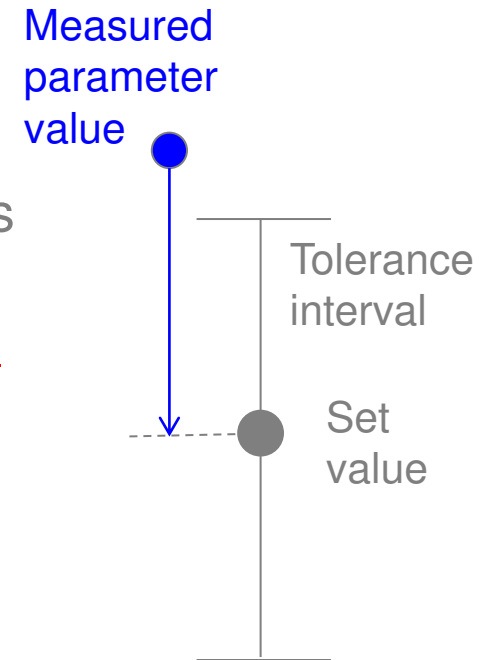 Measured
parameter
value
s
Tolerance
interval
Set
value